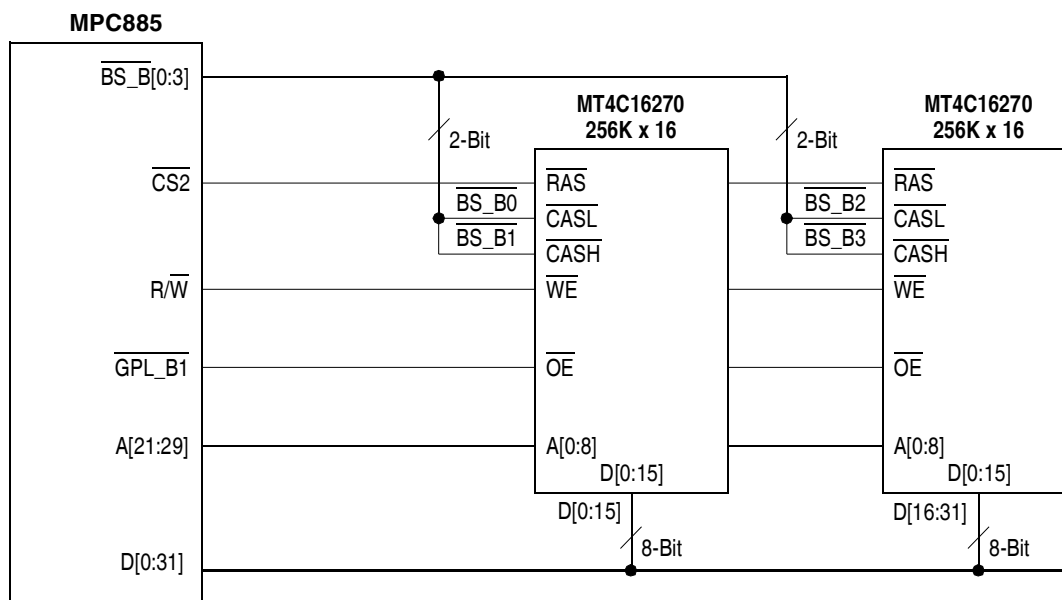 MPC885
BS_B[0:3]
CS2
R/W
GPL_B1
A[21:29]
D[0:31]
2-Bit
BS_B0
BS_B1
MT4C16270
256K x 16
RAS
CASL
CASH
WE
OE
A[0:8]
D[0:15]
D[0:15]
8-Bit
2-Bit
BS_B2
BS_B3
MT4C16270
256K x 16
RAS
CASL
CASH
WE
OE
A[0:8]
D[0:15]
D[16:31]
8-Bit